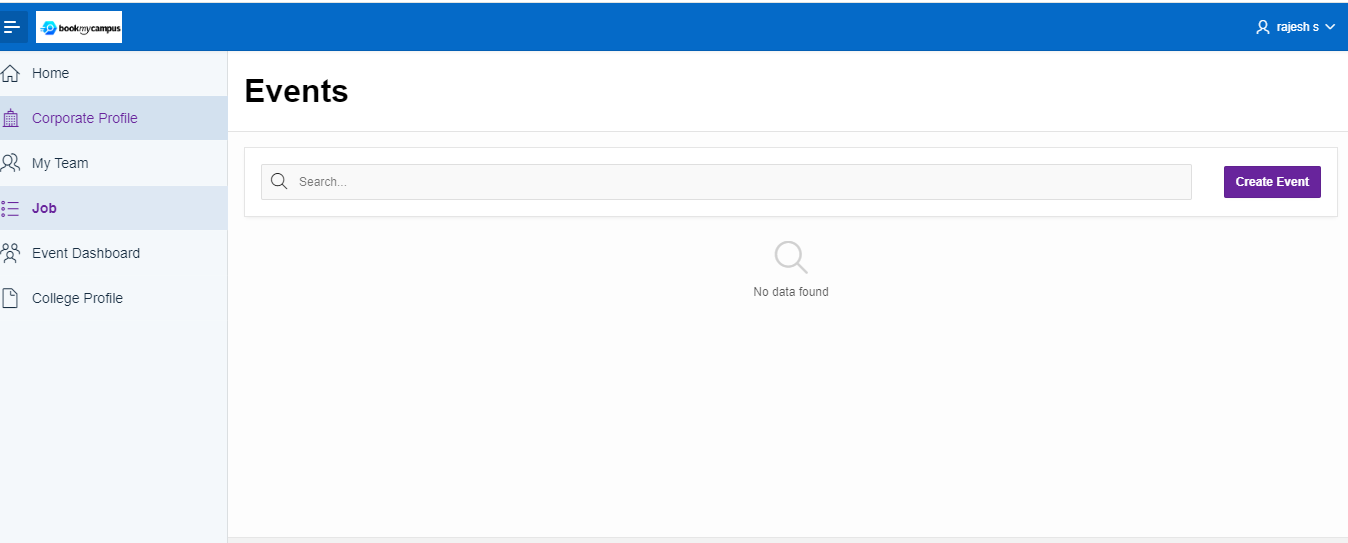 bookmycampus
rajesh s
Home
Corporate Profile
My Team
Job
Event Dashboard
College Profile
Events
Search...
Create Event
No data found